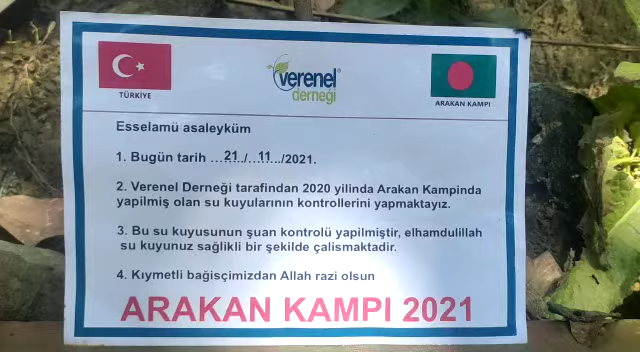 TÜRKİYE
verenel®
derneği
ARAKAN KAMPI
Esselamü asaleyküm
1. Bugün tarih ...21../...11.../2021.
2. Verenel Derneği tarafindan 2020 yilinda Arakan Kampinda
yapilmiş olan su kuyularının kontrollerini yapmaktayız.
3. Bu su kuyusunun şuan kontrolü yapilmiştir, elhamdulillah
su kuyunuz sağlikli bir şekilde çalismaktadir.
4. Kıymetli bağisçimizdan Allah razi olsun
ARAKAN KAMPI 2021